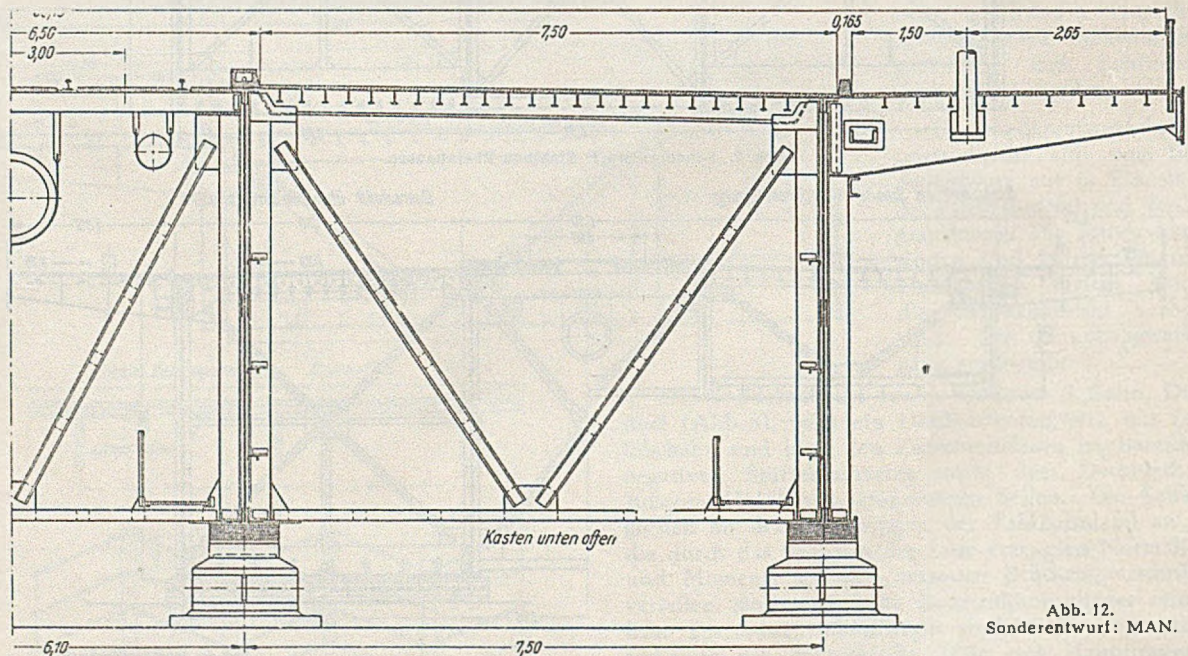 6,50
7,50
0,165
1,50
2,65
3,00
Kasten unten offen
Abb. 12.
Sonderentwurf: MAN.
6,10
7,50